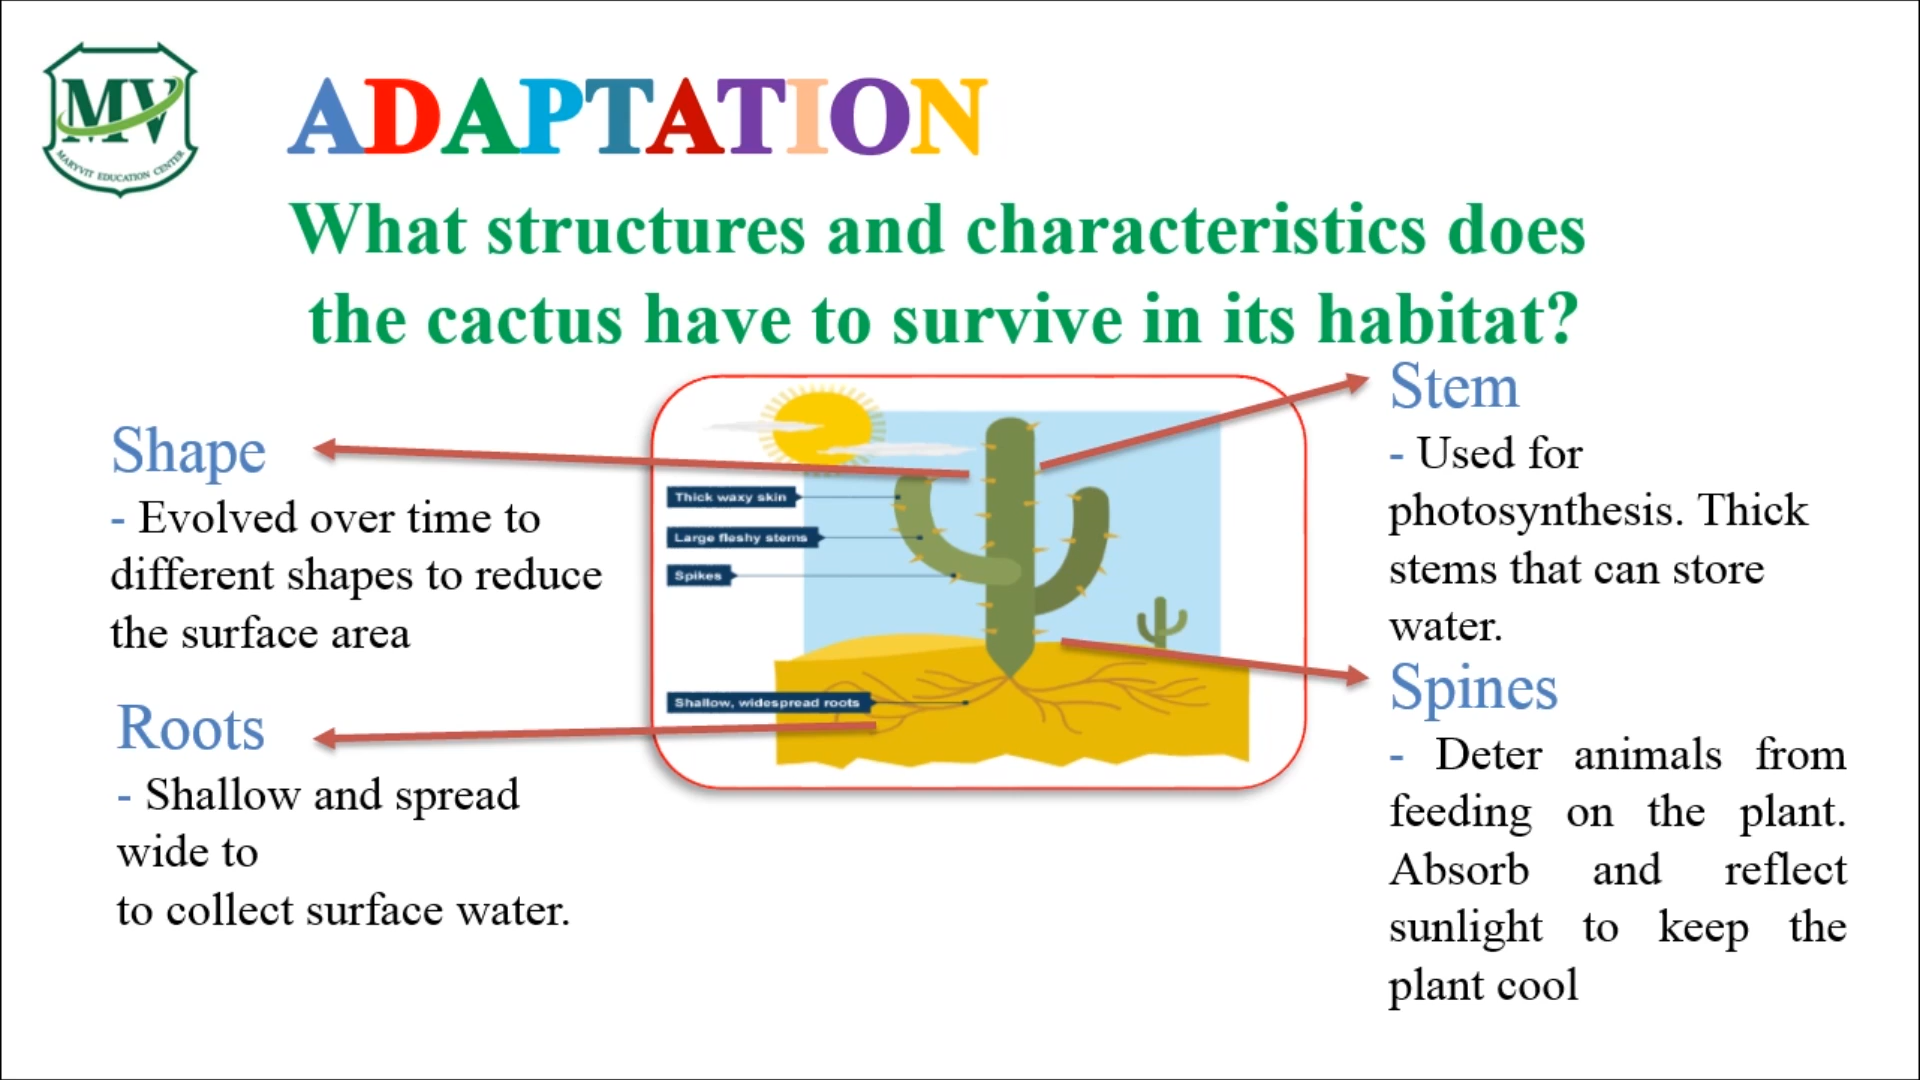 MV
MARYVIT EDUCATION CENTER
ADAPTATION
What structures and characteristics does
the cactus have to survive in its habitat?
Shape
- Evolved over time to
different shapes to reduce
the surface area
Roots
- Shallow and spread
wide to
to collect surface water.
Thick waxy skin
Large fleshy stems
Spikes
Shallow, widespread roots
Stem
- Used for
photosynthesis. Thick
stems that can store
water.
Spines
- Deter animals from
feeding on the plant.
Absorb and reflect
sunlight to keep the
plant cool